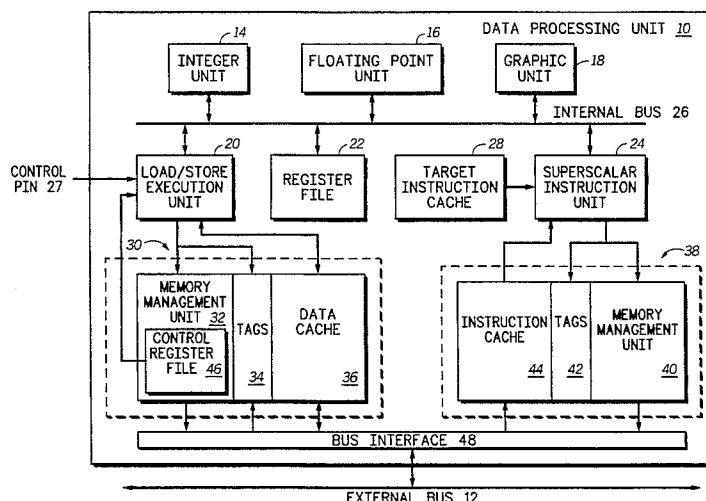 DATA PROCESSING UNIT 10
14
16
18
INTEGER
UNIT
FLOATING POINT
UNIT
GRAPHIC
UNIT
INTERNAL BUS 26
20
22
28
24
CONTROL
PIN 27
LOAD/STORE
EXECUTION
UNIT
REGISTER
FILE
TARGET
INSTRUCTION
CACHE
SUPERSCALAR
INSTRUCTION
UNIT
30
38
MEMORY
MANAGEMENT
UNIT 32
CONTROL
REGISTER
FILE 46
TAGS
34
DATA
CACHE
36
INSTRUCTION
CACHE
44
TAGS
42
MEMORY
MANAGEMENT
UNIT
40
BUS INTERFACE 48
EXTERNAL BUS 12